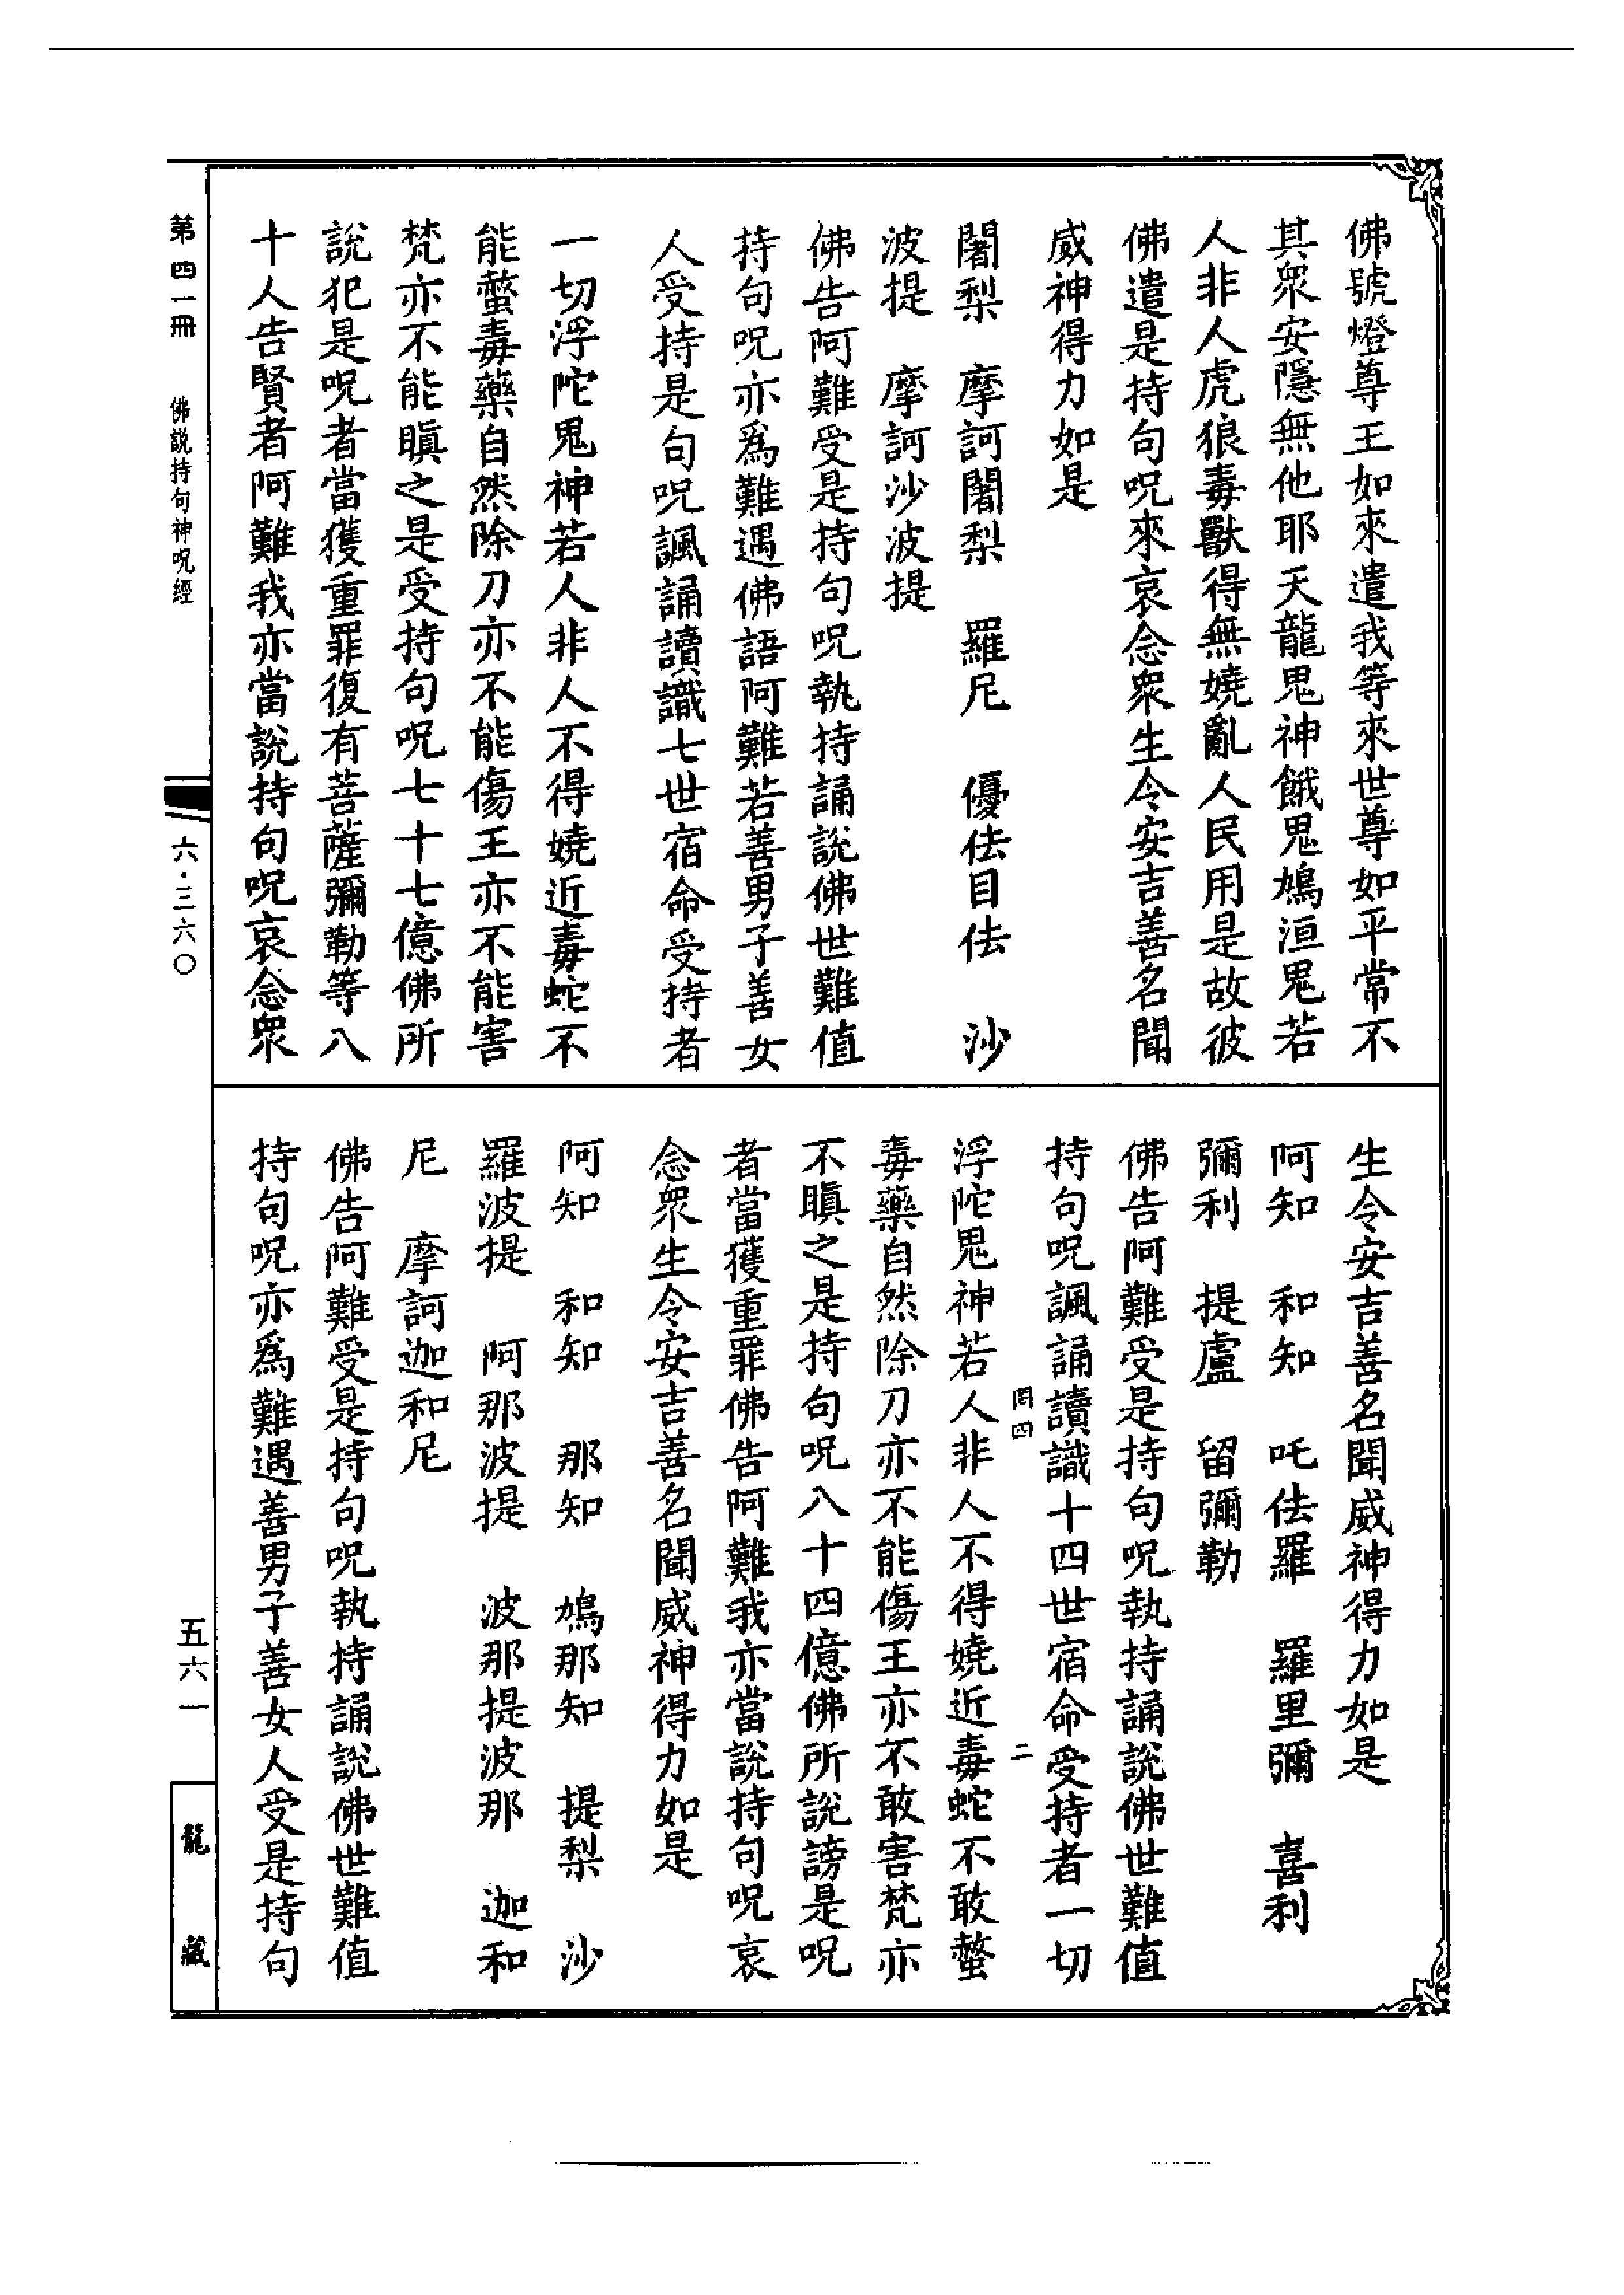 佛號燈尊王如來遣我等來世尊如平常不
其眾安隱無他耶天龍鬼神餓鬼鳩洹鬼若
人非人虎狼毒獸得無嬈亂人民用是故彼
佛遣是持句呪來哀念眾生令安吉善名聞
威神得力如是
闍梨　摩訶闍梨　羅尼　優佉目佉　沙
波提　摩訶沙波提
佛告阿難受是持句呪執持誦說佛世難值
持句呪亦為難遇佛語阿難若善男子善女
人受持是句呪諷誦讀識七世宿命受持者
一切浮陀鬼神若人非人不得嬈近毒蛇不
能螫毒藥自然除刀亦不能傷王亦不能害
梵亦不能瞋之是受持句呪七十七億佛所
說犯是呪者當獲重罪復有菩薩彌勒等八
十人告賢者阿難我亦當說持句呪哀念眾
生令安吉善名聞威神得力如是
阿知　和知　吒佉羅　羅里彌　喜利
彌利　提盧　留彌勒
佛告阿難受是持句呪執持誦說佛世難值
持句呪諷誦讀識十四世宿命受持者一切
罔四　二
浮陀鬼神若人非人不得嬈近毒蛇不敢螫
毒藥自然除刀亦不能傷王亦不敢害梵亦
不瞋之是持句呪八十四億佛所說謗是呪
者當獲重罪佛告阿難我亦當說持句呪哀
念眾生令安吉善名聞威神得力如是
阿知　和知　那知　鳩那知　提梨　沙
羅波提　阿那波提　波那提波那　迦和
尼　摩訶迦和尼
佛告阿難受是持句呪執持誦說佛世難值
持句呪亦為難遇善男子善女人受是持句
第四一冊　佛說持句神呪經　六·三六〇　五六一　龍藏